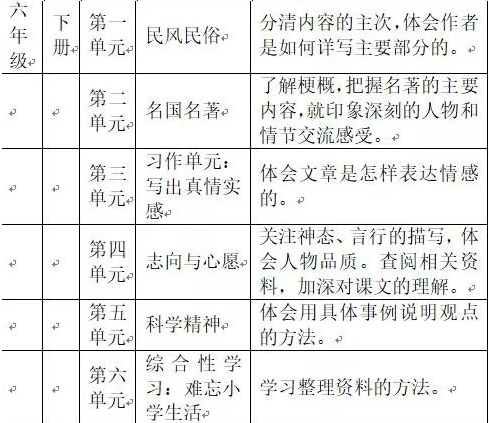 六年级 下册 第一单元 民风民俗 分清内容的主次，体会作者
是如何详写主要部分的。
第二单元 名国名著 了解梗概，把握名著的主要
内容，就印象深刻的人物和
情节交流感受。
第三单元 习作单元：写出真情实感 体会文章是怎样表达情感
的。
第四单元 志向与心愿 关注神态、言行的描写，体
会人物品质。查阅相关资
料，加深对课文的理解。
第五单元 科学精神 体会用具体事例说明观点
的方法。
第六单元 综合性学习：难忘小学生活 学习整理资料的方法。